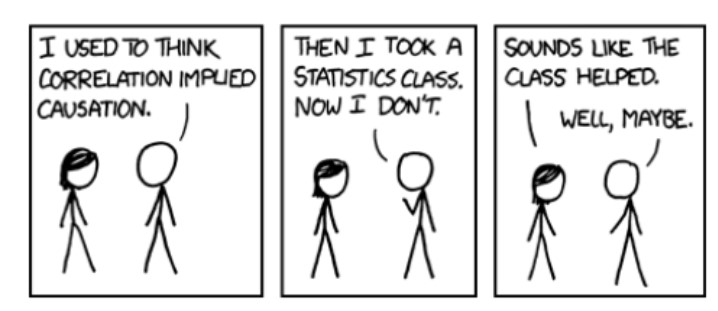 I USED TO THINK
CORRELATION IMPLIED
CAUSATION.
THEN I TOOK A
STATISTICS CLASS.
NOW I DON'T.
SOUNDS LIKE THE
CLASS HELPED.
WELL, MAYBE.